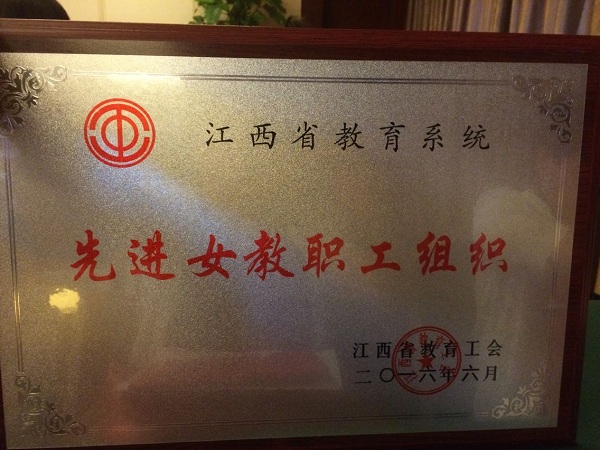 江西省教育系统
先进女教职工组织
江西省教育工会
二〇一六年六月